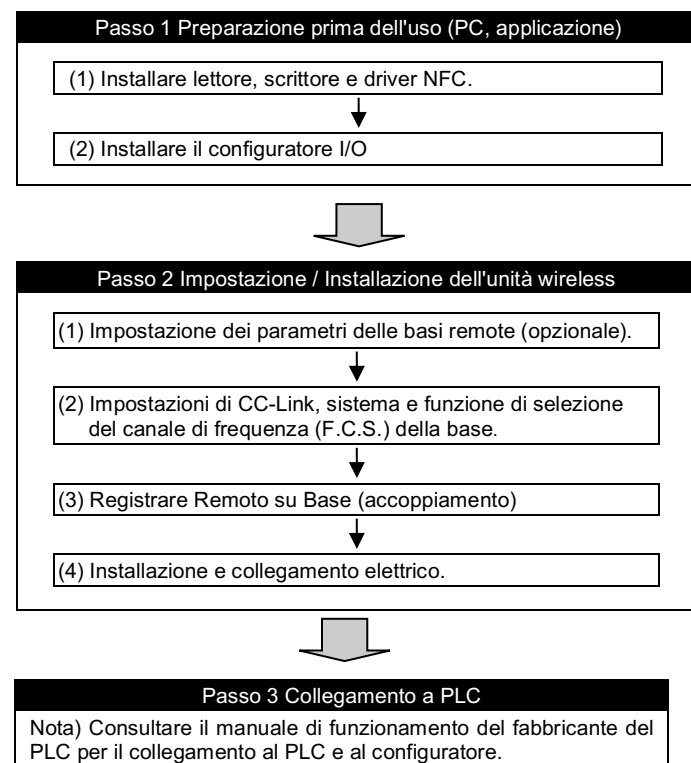 Passo 1 Preparazione prima dell'uso (PC, applicazione)
(1) Installare lettore, scrittore e driver NFC.
(2) Installare il configuratore I/O
Passo 2 Impostazione / Installazione dell'unità wireless
(1) Impostazione dei parametri delle basi remote (opzionale).
(2) Impostazioni di CC-Link, sistema e funzione di selezione
del canale di frequenza (F.C.S.) della base.
(3) Registrare Remoto su Base (accoppiamento)
(4) Installazione e collegamento elettrico.
Passo 3 Collegamento a PLC
Nota) Consultare il manuale di funzionamento del fabbricante del
PLC per il collegamento al PLC e al configuratore.